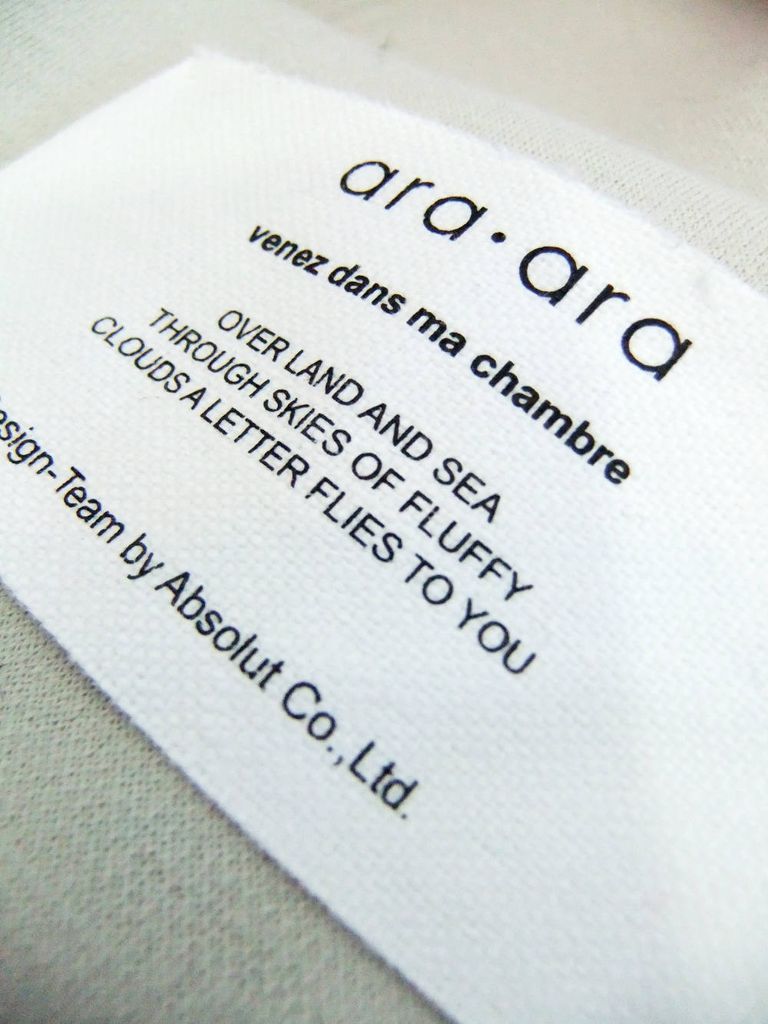 ara·ara
venez dans ma chambre
OVER LAND AND SEA
THROUGH SKIES OF FLUFFY
CLOUDS A LETTER FLIES TO YOU
esign-Team by Absolut Co.,Ltd.